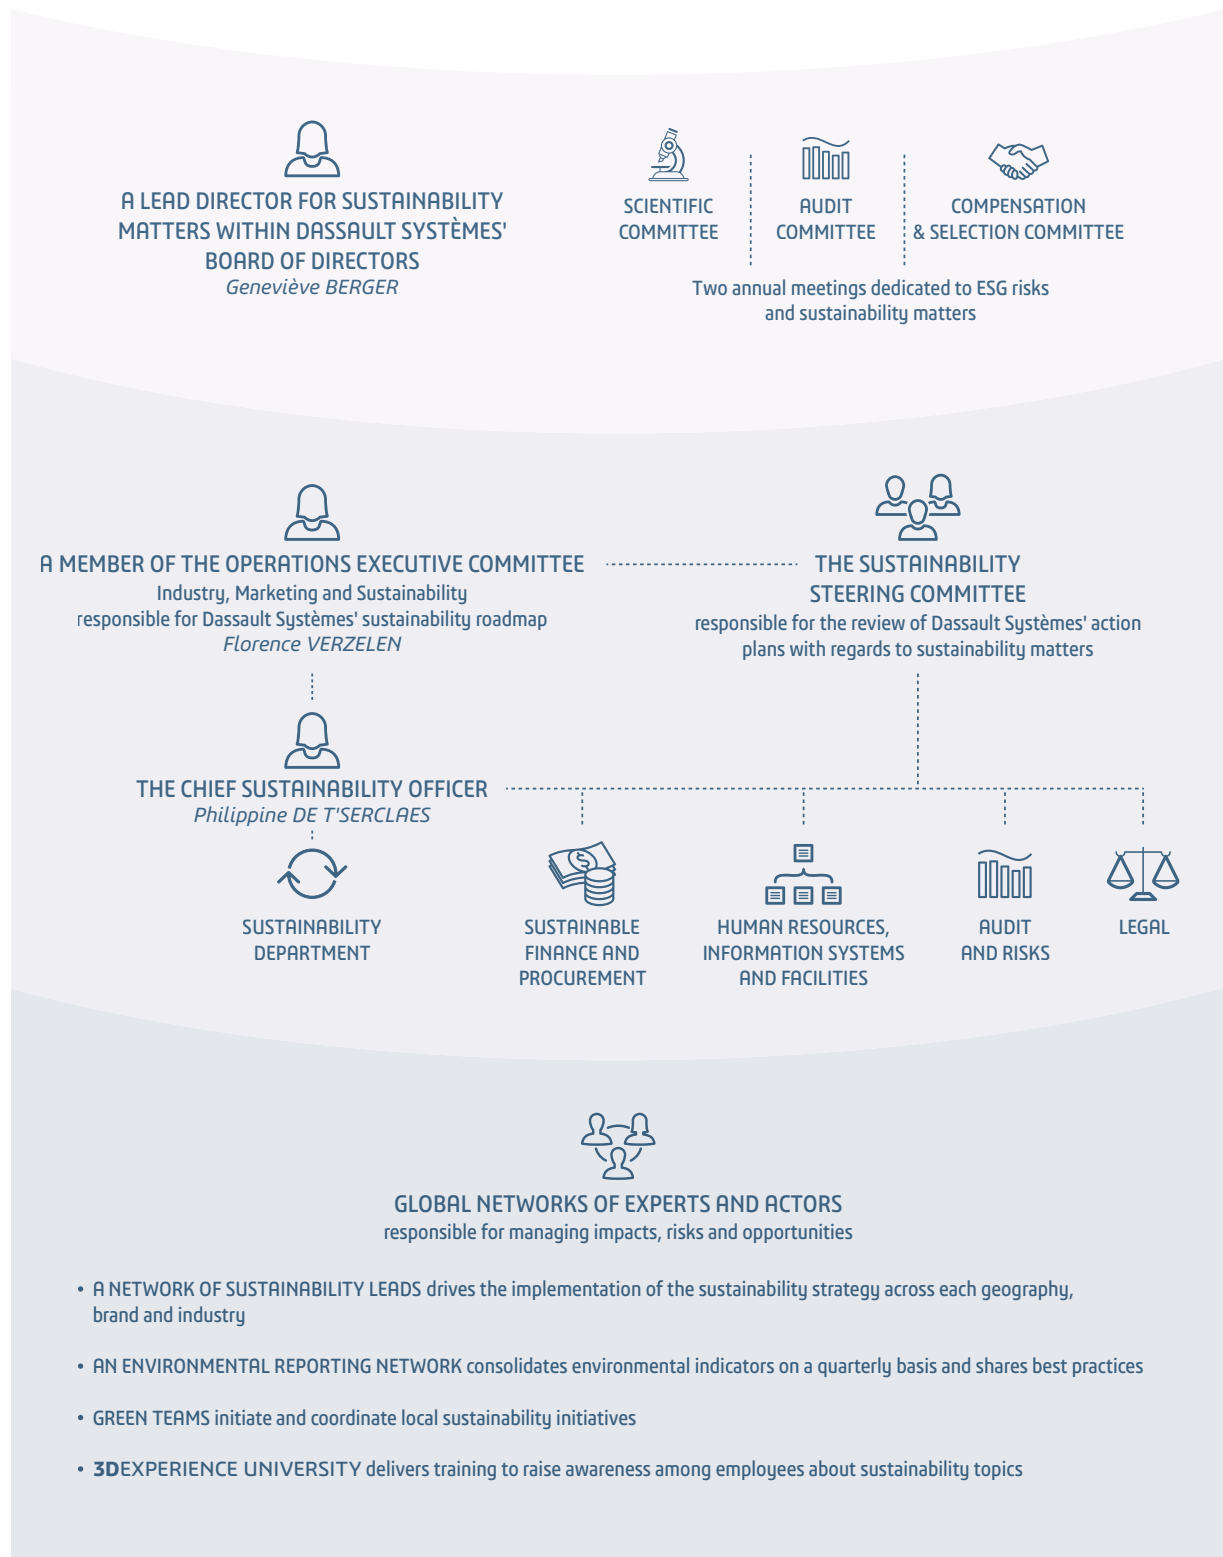 A LEAD DIRECTOR FOR SUSTAINABILITY
MATTERS WITHIN DASSAULT SYSTÈMES'
BOARD OF DIRECTORS
Geneviève BERGER
SCIENTIFIC
COMMITTEE
AUDIT
COMMITTEE
COMPENSATION
& SELECTION COMMITTEE
Two annual meetings dedicated to ESG risks
and sustainability matters
A MEMBER OF THE OPERATIONS EXECUTIVE COMMITTEE
Industry, Marketing and Sustainability
responsible for Dassault Systèmes' sustainability roadmap
Florence VERZELEN
THE SUSTAINABILITY
STEERING COMMITTEE
responsible for the review of Dassault Systèmes' action
plans with regards to sustainability matters
THE CHIEF SUSTAINABILITY OFFICER
Philippine DE T'SERCLAES
SUSTAINABILITY
DEPARTMENT
SUSTAINABLE
FINANCE AND
PROCUREMENT
HUMAN RESOURCES,
INFORMATION SYSTEMS
AND FACILITIES
AUDIT
AND RISKS
LEGAL
GLOBAL NETWORKS OF EXPERTS AND ACTORS
responsible for managing impacts, risks and opportunities
• A NETWORK OF SUSTAINABILITY LEADS drives the implementation of the sustainability strategy across each geography,
brand and industry
• AN ENVIRONMENTAL REPORTING NETWORK consolidates environmental indicators on a quarterly basis and shares best practices
• GREEN TEAMS initiate and coordinate local sustainability initiatives
• 3DEXPERIENCE UNIVERSITY delivers training to raise awareness among employees about sustainability topics